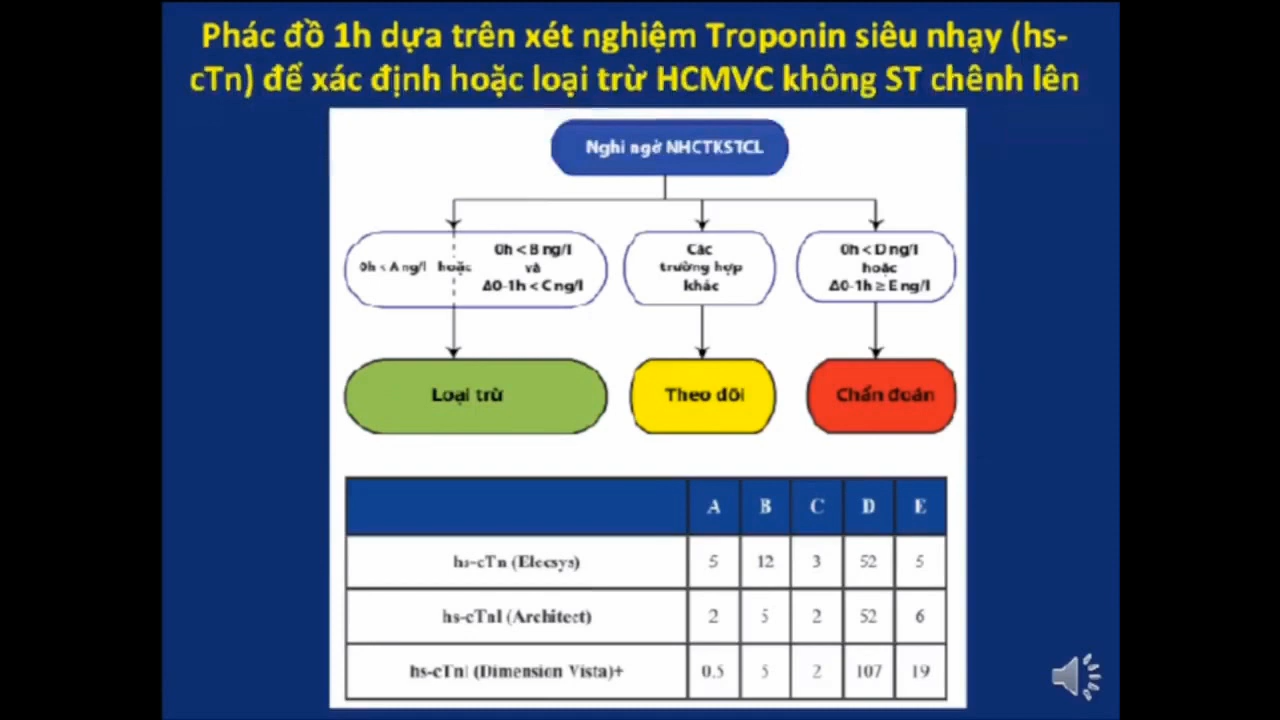 Phác đồ 1h dựa trên xét nghiệm Troponin siêu nhạy (hs-
cTn) để xác định hoặc loại trừ HCMVC không ST chênh lên
Nghi ngờ NHCTKSTCL
0h < A ng/l hoặc
0h < B ng/l
và
Δ0-1h < C ng/l
Các
trường hợp
khác
0h < D ng/l
hoặc
Δ0-1h ≥ E ng/l
Loại trừ
Theo dõi
Chẩn đoán
A B C D E
hs-cTn (Elecsys) 5 12 3 52 5
hs-cTnI (Architect) 2 5 2 52 6
hs-cTnI (Dimension Vista)+ 0.5 5 2 107 19